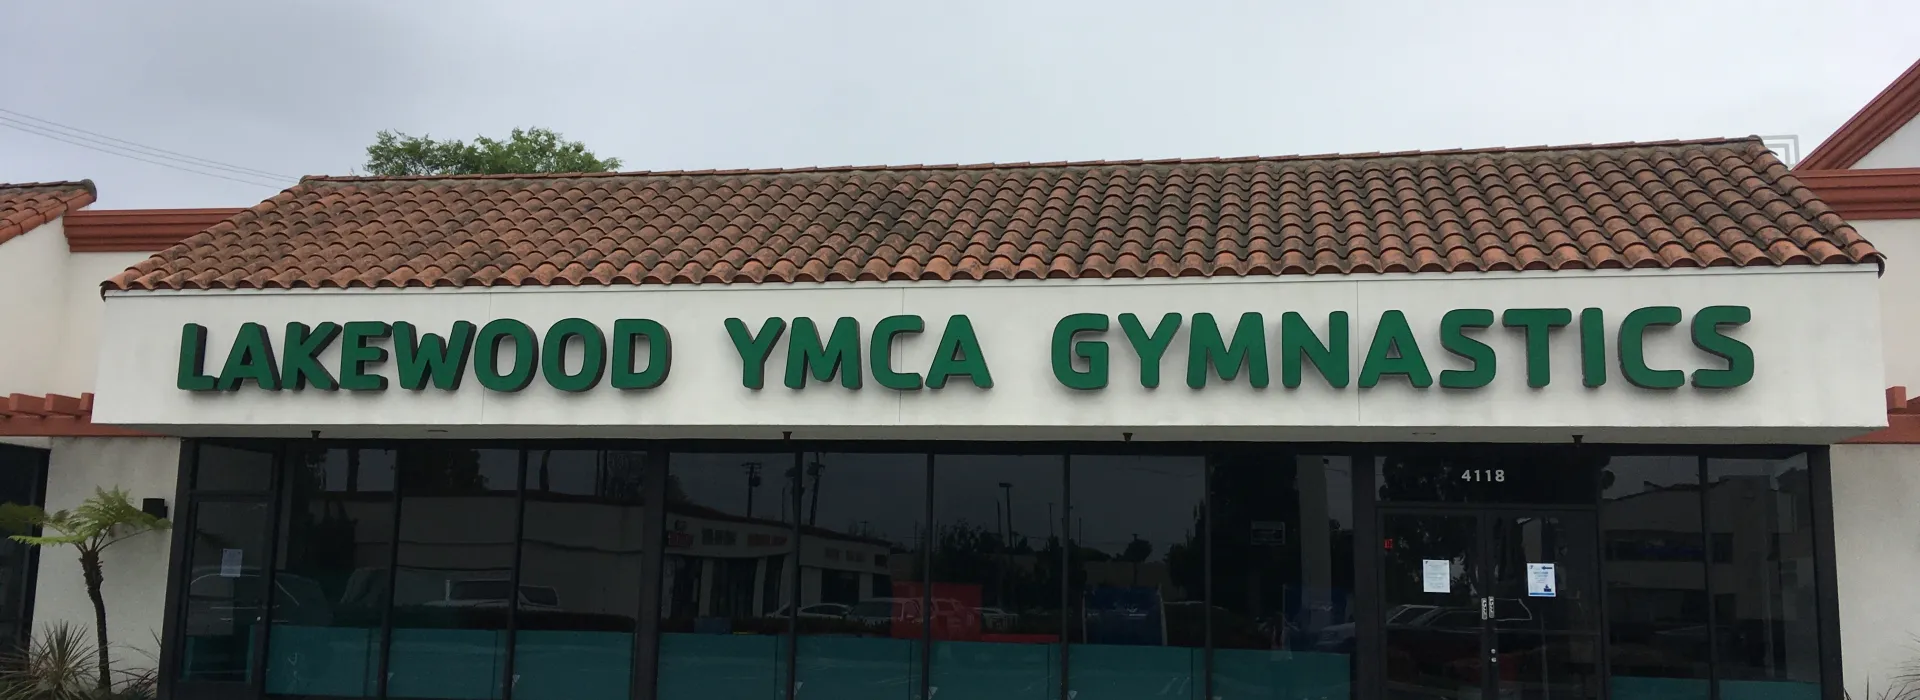 LAKEWOOD YMCA GYMNASTICS
4118